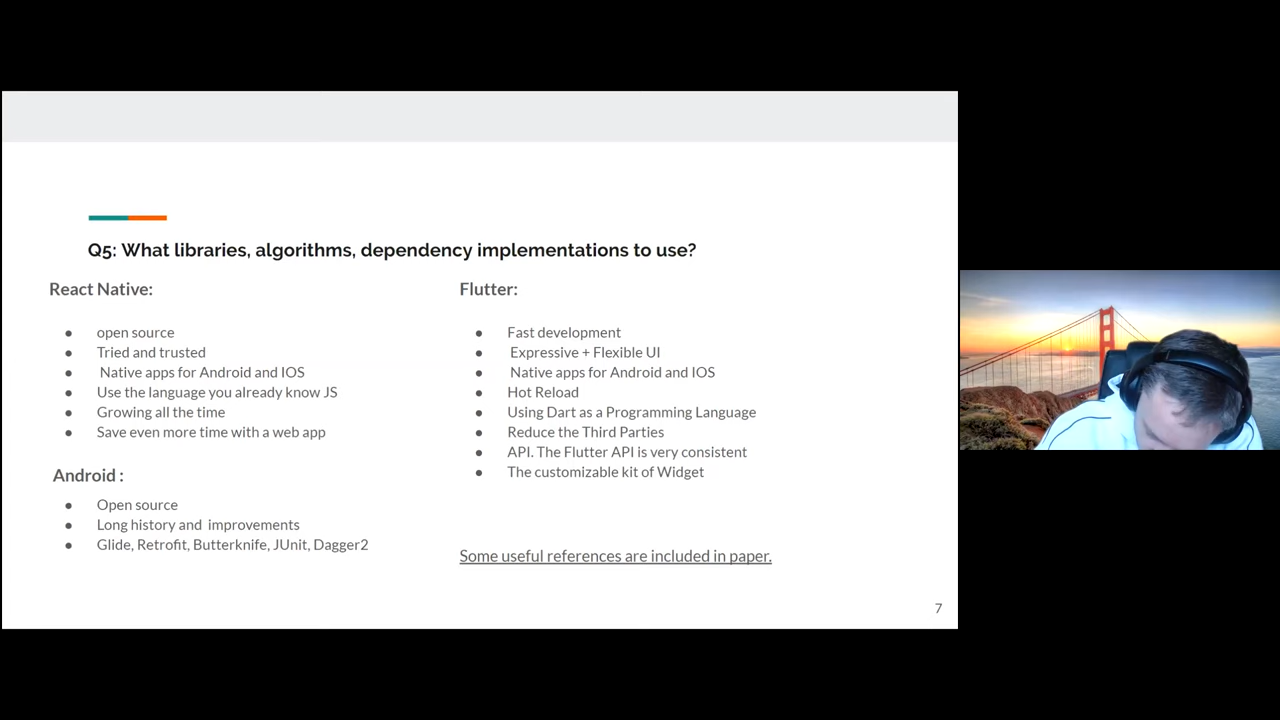 Q5: What libraries, algorithms, dependency implementations to use?
React Native:
● open source
● Tried and trusted
● Native apps for Android and IOS
● Use the language you already know JS
● Growing all the time
● Save even more time with a web app
Android :
● Open source
● Long history and improvements
● Glide, Retrofit, Butterknife, JUnit, Dagger2
Flutter:
● Fast development
● Expressive + Flexible UI
● Native apps for Android and IOS
● Hot Reload
● Using Dart as a Programming Language
● Reduce the Third Parties
● API. The Flutter API is very consistent
● The customizable kit of Widget
Some useful references are included in paper.
7